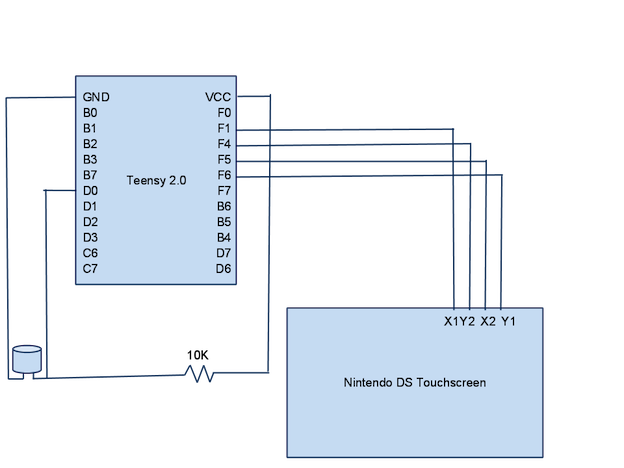 GND VCC
B0 F0
B1 F1
B2 F4
B3 F5
B7 F6
Teensy 2.0
D0 F7
D1 B6
D2 B5
D3 B4
C6 D7
C7 D6
X1Y2 X2 Y1
10K
Nintendo DS Touchscreen